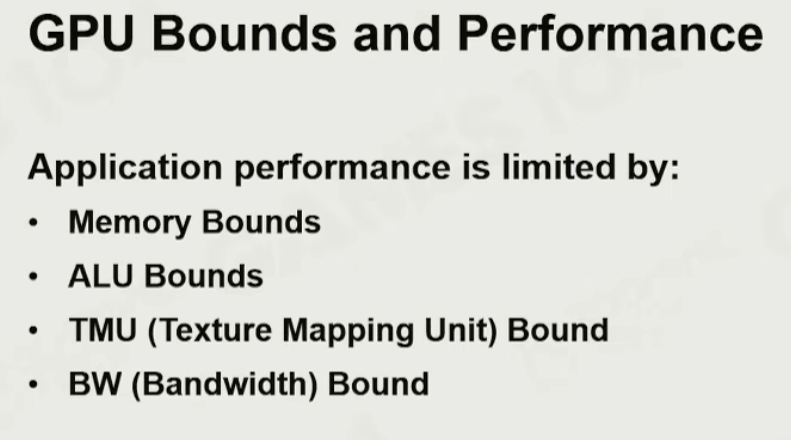 GPU Bounds and Performance
Application performance is limited by:
• Memory Bounds
• ALU Bounds
• TMU (Texture Mapping Unit) Bound
• BW (Bandwidth) Bound